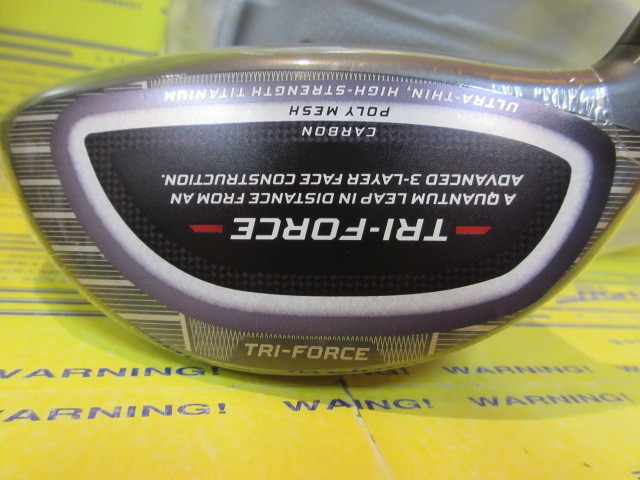 TRI-FORCE
A QUANTUM LEAP IN DISTANCE FROM AN
ADVANCED 3-LAYER FACE CONSTRUCTION.
CARBON
POLY MESH
ULTRA-THIN, HIGH-STRENGTH TITANIUM
TRI-FORCE
WARNING! WARNING! WARNING! WARNING!
WARNING! WAING! WARNING!